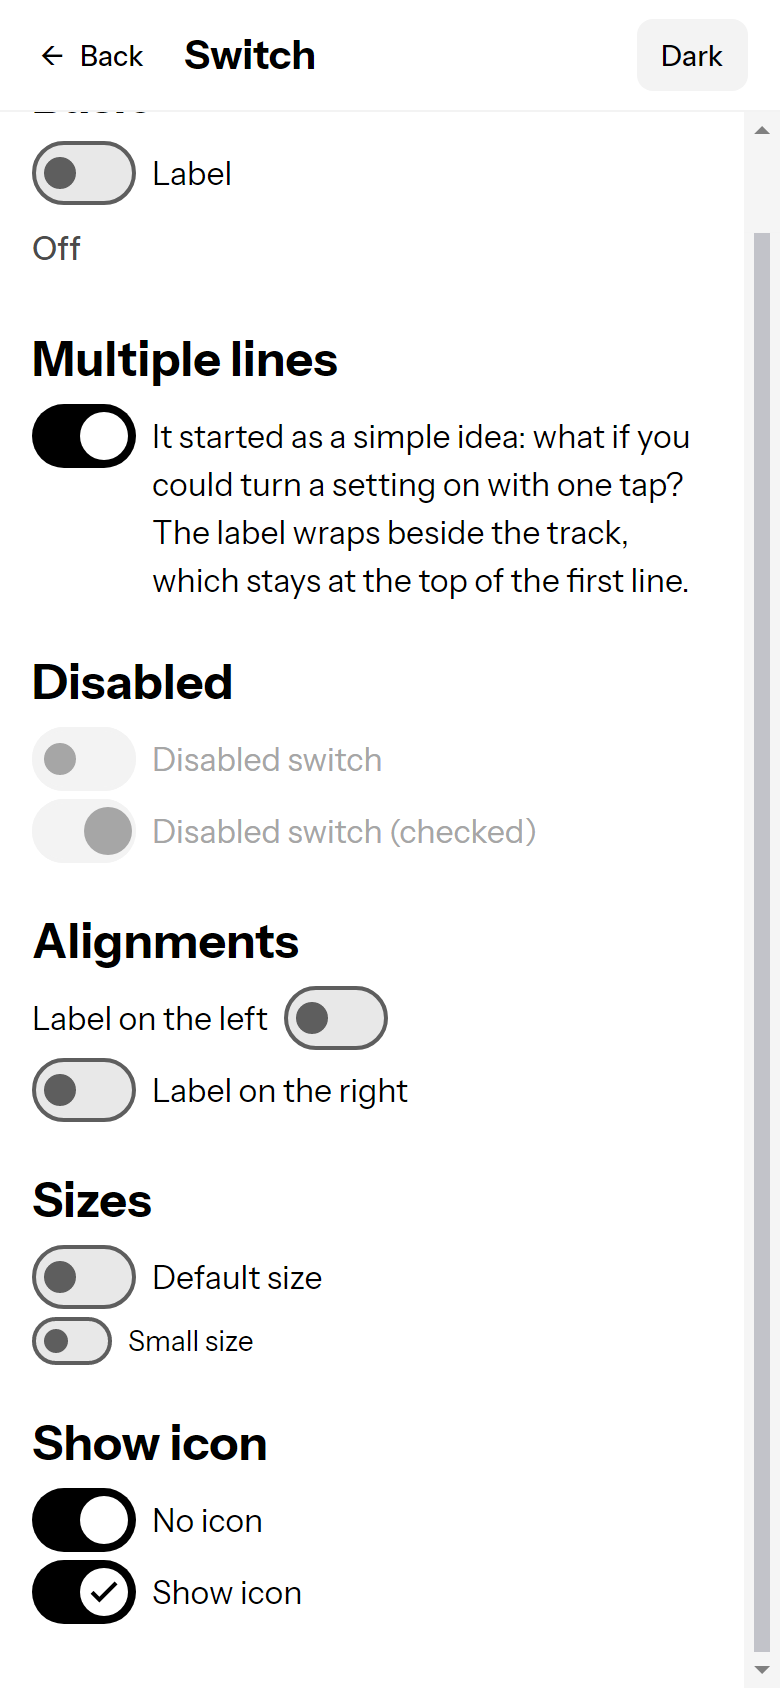 Back
Switch
Dark
Label
Off
Multiple lines
It started as a simple idea: what if you
could turn a setting on with one tap?
The label wraps beside the track,
which stays at the top of the first line.
Disabled
Disabled switch
Disabled switch (checked)
Alignments
Label on the left
Label on the right
Sizes
Default size
Small size
Show icon
No icon
Show icon